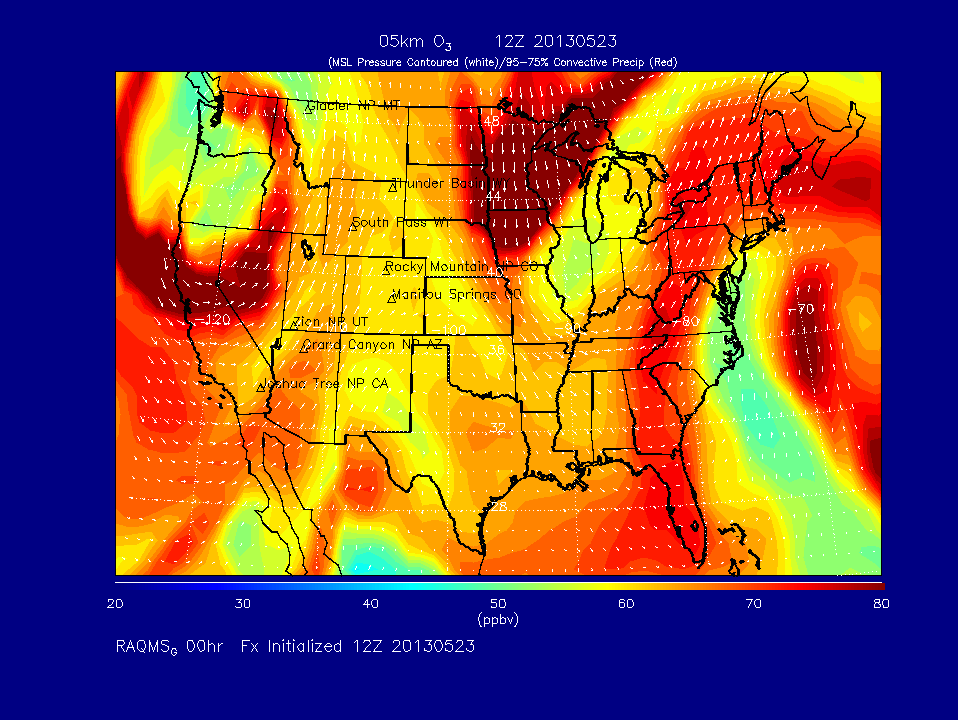 05km O₃ 12Z 20130523
(MSL Pressure Contoured (white)/95–75% Convective Precip (Red)
Glacier NP MT
48
Thunder
44
South Pass WY
Rocky Mountain NP CO
40
Manitou Springs CO
−70
−120
Zion NP UT
−100
−90
−80
Grand Canyon NP AZ
36
Joshua Tree NP CA
32
28
20 30 40 50 60 70 80
(ppbv)
RAQMS_G 00hr Fx Initialized 12Z 20130523